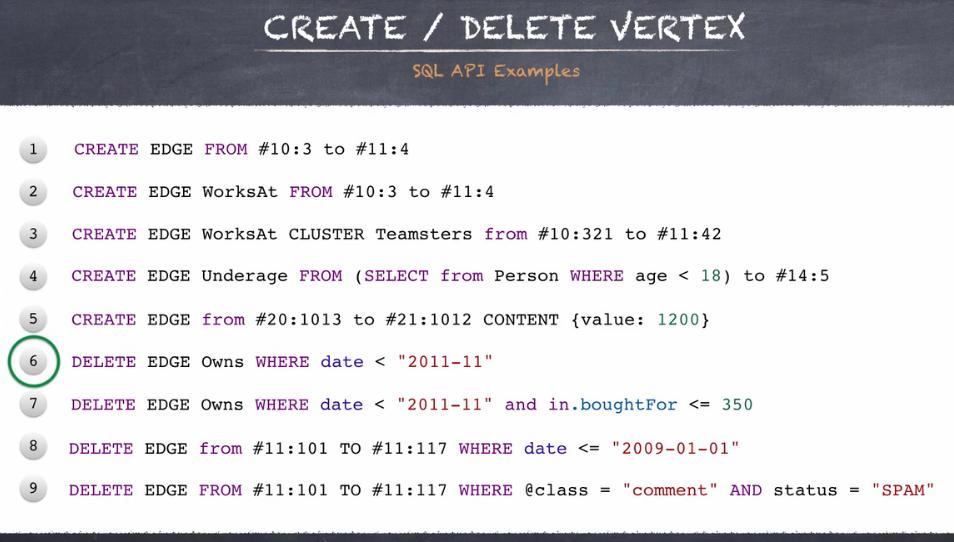 CREATE / DELETE VERTEX
SQL API Examples
1 CREATE EDGE FROM #10:3 to #11:4
2 CREATE EDGE WorksAt FROM #10:3 to #11:4
3 CREATE EDGE WorksAt CLUSTER Teamsters from #10:321 to #11:42
4 CREATE EDGE Underage FROM (SELECT from Person WHERE age < 18) to #14:5
5 CREATE EDGE from #20:1013 to #21:1012 CONTENT {value: 1200}
6 DELETE EDGE Owns WHERE date < "2011-11"
7 DELETE EDGE Owns WHERE date < "2011-11" and in.boughtFor <= 350
8 DELETE EDGE from #11:101 TO #11:117 WHERE date <= "2009-01-01"
9 DELETE EDGE FROM #11:101 TO #11:117 WHERE @class = "comment" AND status = "SPAM"